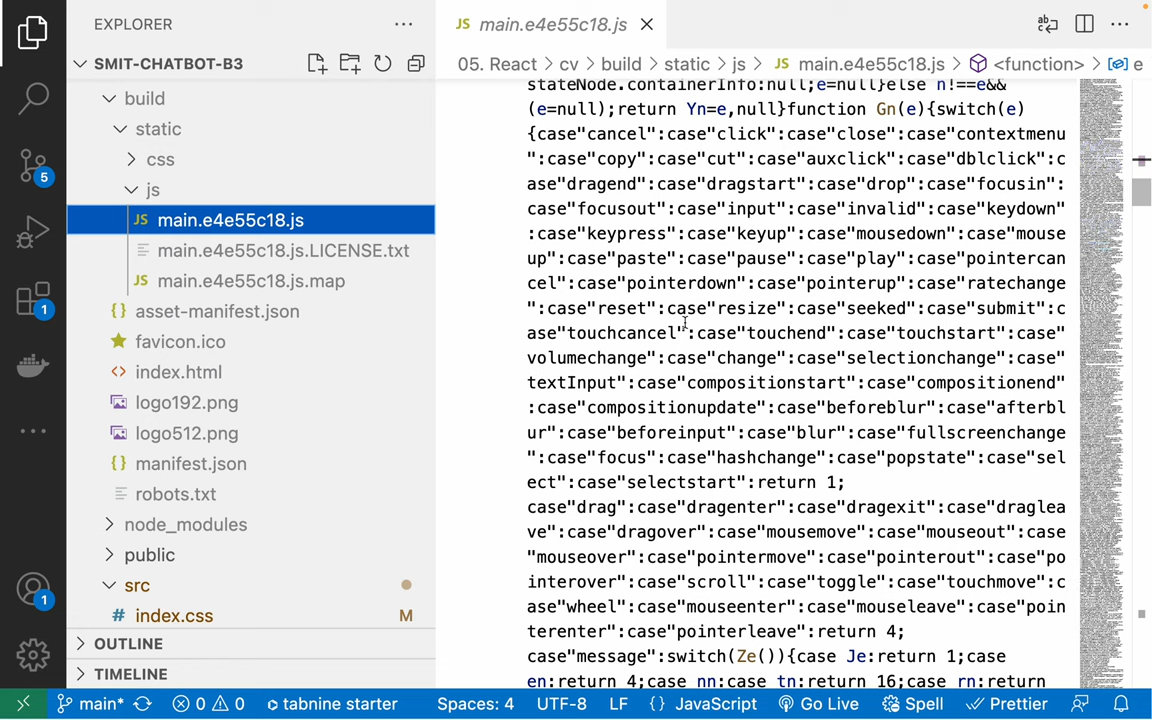 EXPLORER
SMIT-CHATBOT-B3
build
static
css
js
JS main.e4e55c18.js
main.e4e55c18.js.LICENSE.txt
JS main.e4e55c18.js.map
{} asset-manifest.json
favicon.ico
<> index.html
logo192.png
logo512.png
{} manifest.json
robots.txt
node_modules
public
src
# index.css M
OUTLINE
TIMELINE
5
1
1
JS main.e4e55c18.js
05. React > cv > build > static > js > JS main.e4e55c18.js > <function> > e
stateNode.containerInfo:null;e=null}else n!==e&&
(e=null);return Yn=e,null}function Gn(e){switch(e)
{case"cancel":case"click":case"close":case"contextmenu
":case"copy":case"cut":case"auxclick":case"dblclick":c
ase"dragend":case"dragstart":case"drop":case"focusin":
case"focusout":case"input":case"invalid":case"keydown"
:case"keypress":case"keyup":case"mousedown":case"mouse
up":case"paste":case"pause":case"play":case"pointercan
cel":case"pointerdown":case"pointerup":case"ratechange
":case"reset":case"resize":case"seeked":case"submit":c
ase"touchcancel":case"touchend":case"touchstart":case"
volumechange":case"change":case"selectionchange":case"
textInput":case"compositionstart":case"compositionend"
:case"compositionupdate":case"beforeblur":case"afterbl
ur":case"beforeinput":case"blur":case"fullscreenchange
":case"focus":case"hashchange":case"popstate":case"sel
ect":case"selectstart":return 1;
case"drag":case"dragenter":case"dragexit":case"draglea
ve":case"dragover":case"mousemove":case"mouseout":case
"mouseover":case"pointermove":case"pointerout":case"po
interover":case"scroll":case"toggle":case"touchmove":c
ase"wheel":case"mouseenter":case"mouseleave":case"poin
terenter":case"pointerleave":return 4;
case"message":switch(Ze()){case Je:return 1;case
en:return 4;case nn:case tn:return 16;case rn:return
main* 0 0 tabnine starter Spaces: 4 UTF-8 LF {} JavaScript Go Live Spell Prettier